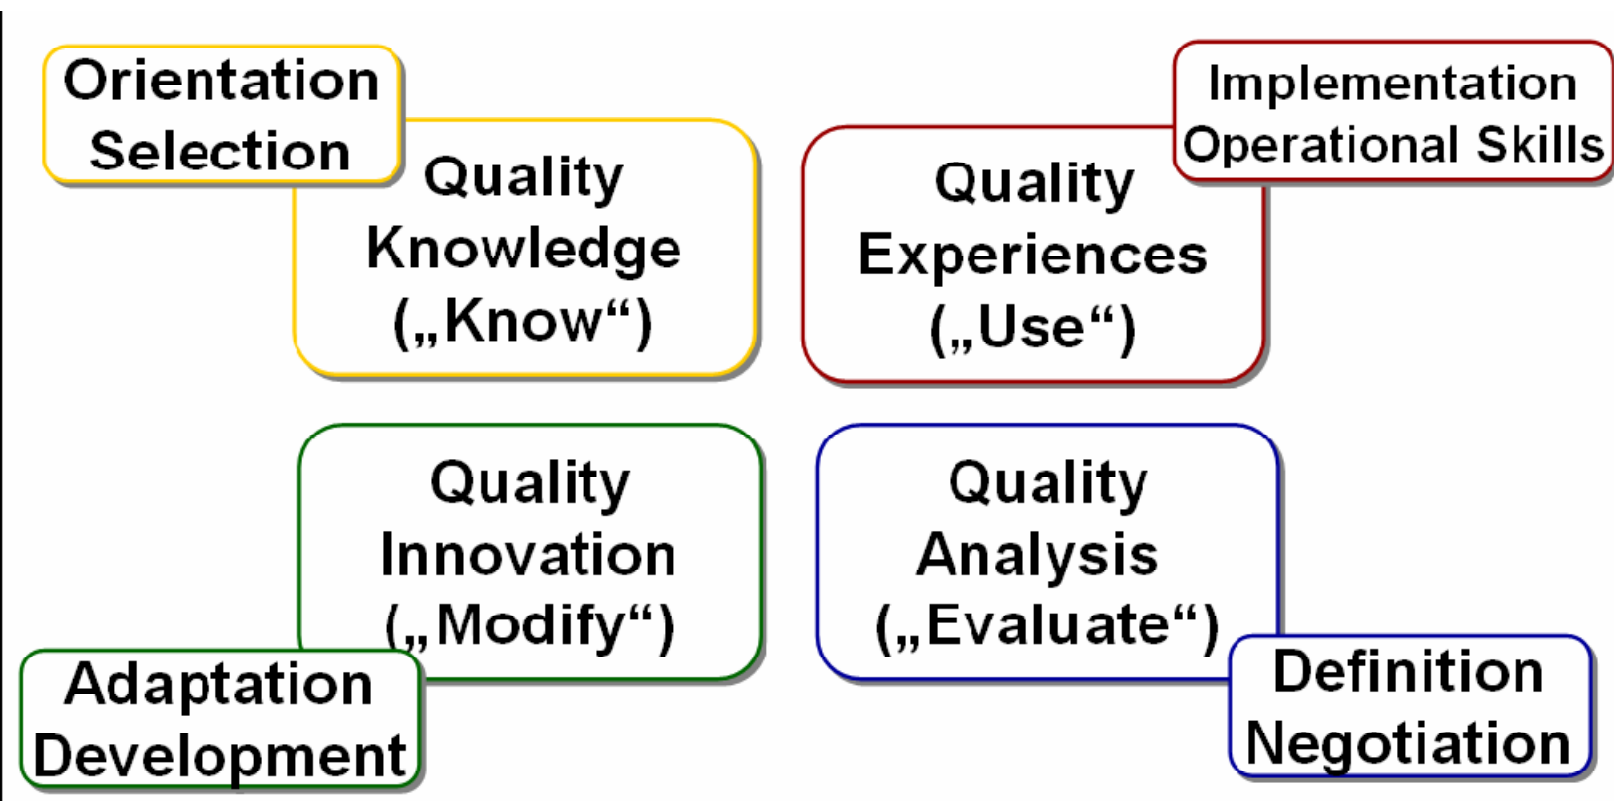 Orientation
Selection
Quality
Knowledge
(„Know“)
Implementation
Operational Skills
Quality
Experiences
(„Use“)
Quality
Innovation
(„Modify“)
Adaptation
Development
Quality
Analysis
(„Evaluate“)
Definition
Negotiation